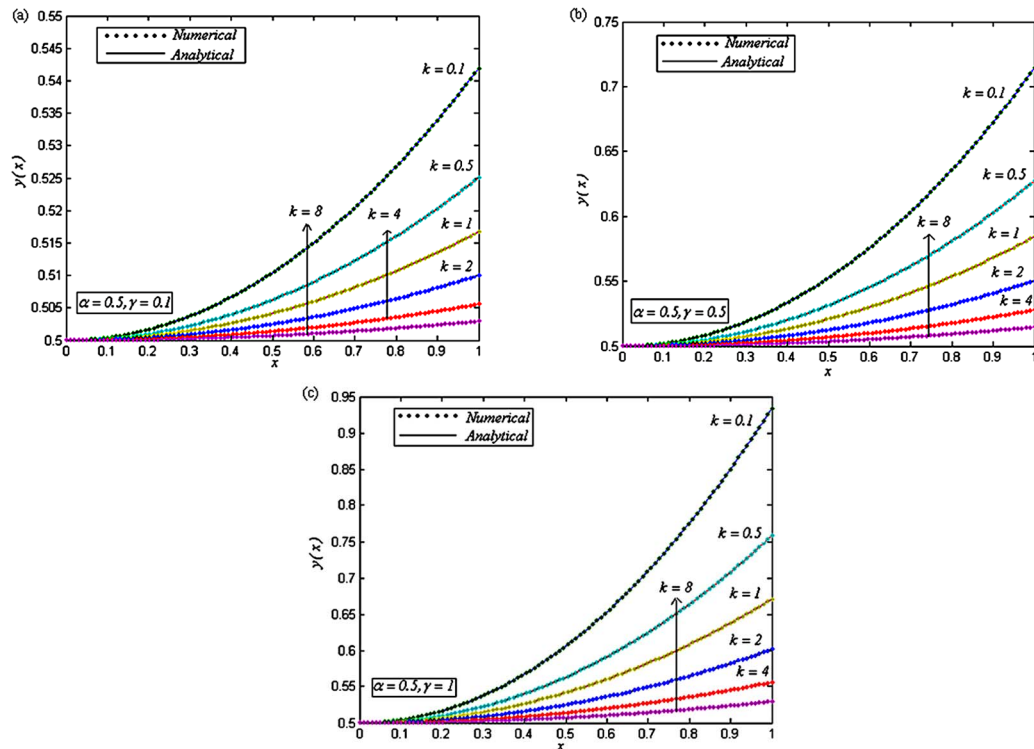 (a)
0.55
0.545
0.54
0.535
0.53
0.525
0.52
0.515
0.51
0.505
0.5
y(x)
Numerical
Analytical
k = 0.1
k = 0.5
k = 8
k = 4
k = 1
k = 2
α = 0.5, γ = 0.1
0 0.1 0.2 0.3 0.4 0.5 0.6 0.7 0.8 0.9 1
x
(b)
0.75
0.7
0.65
0.6
0.55
0.5
y(x)
Numerical
Analytical
k = 0.1
k = 0.5
k = 8
k = 1
k = 2
k = 4
α = 0.5, γ = 0.5
0 0.1 0.2 0.3 0.4 0.5 0.6 0.7 0.8 0.9 1
x
(c)
0.95
0.9
0.85
0.8
0.75
0.7
0.65
0.6
0.55
0.5
y(x)
Numerical
Analytical
k = 0.1
k = 0.5
k = 8
k = 1
k = 2
k = 4
α = 0.5, γ = 1
0 0.1 0.2 0.3 0.4 0.5 0.6 0.7 0.8 0.9 1
x